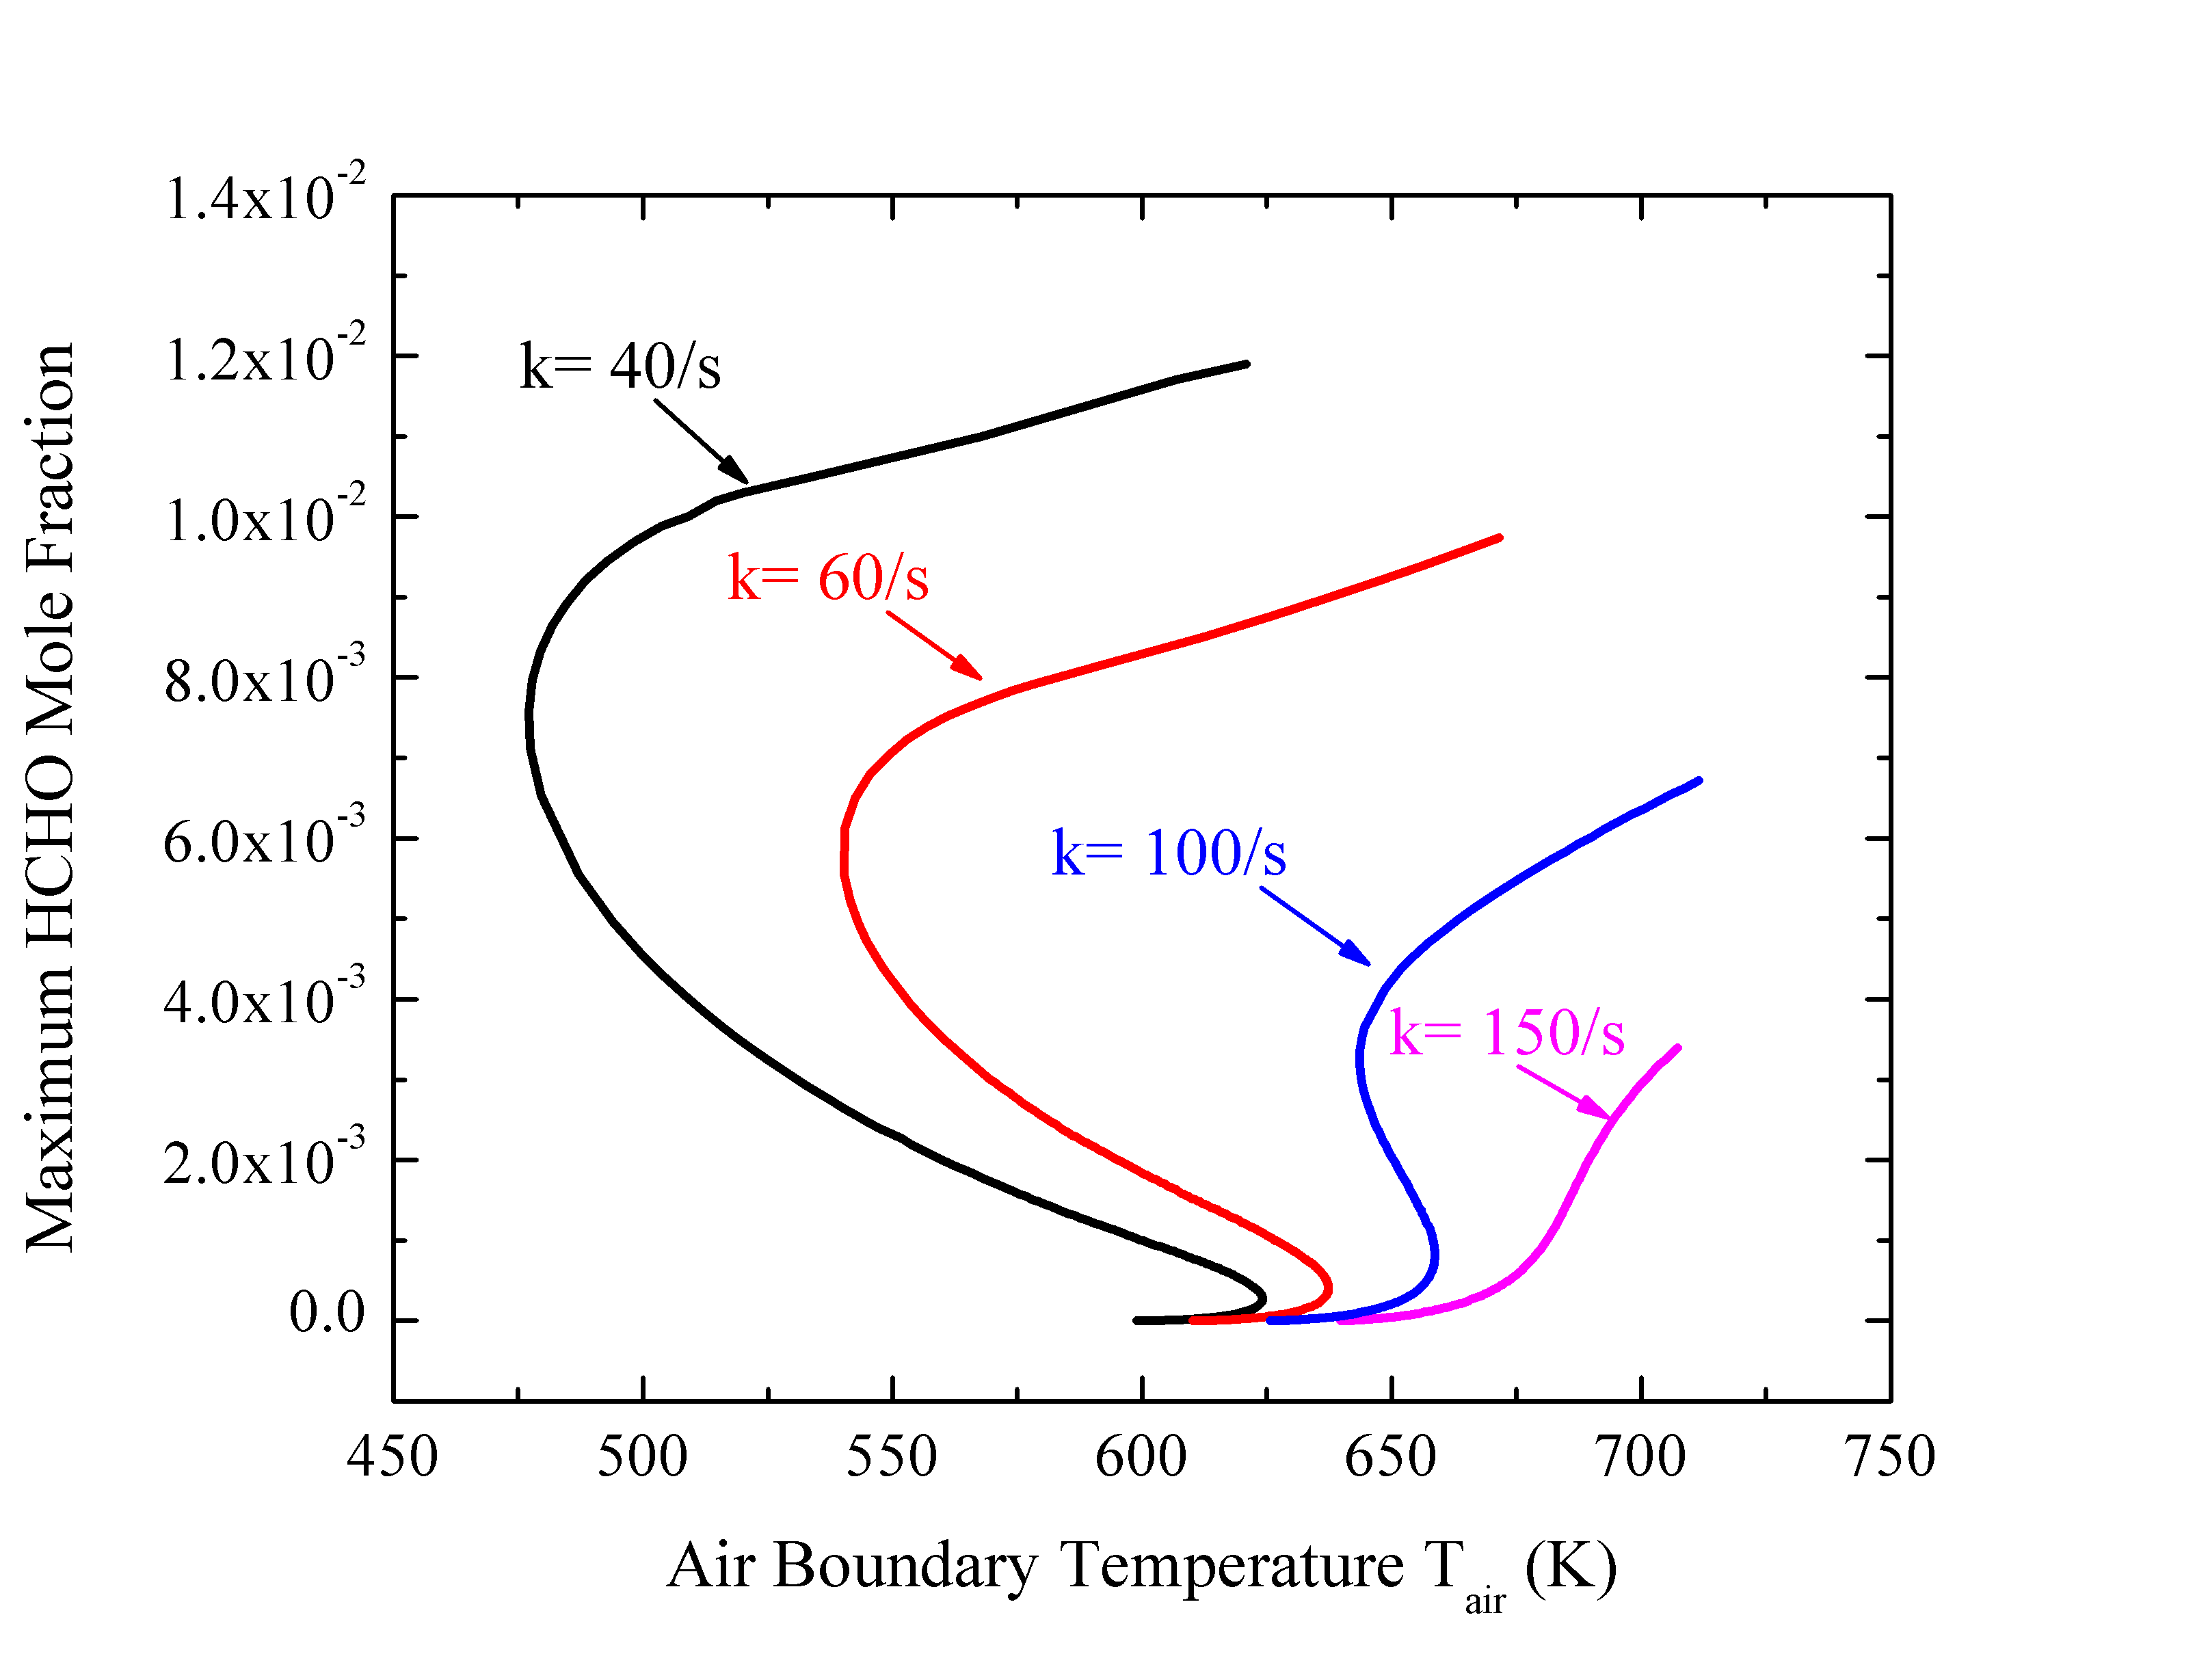 1.4x10-2
1.2x10-2
1.0x10-2
8.0x10-3
6.0x10-3
4.0x10-3
2.0x10-3
0.0
Maximum HCHO Mole Fraction
k= 40/s
k= 60/s
k= 100/s
k= 150/s
450 500 550 600 650 700 750
Air Boundary Temperature Tair (K)